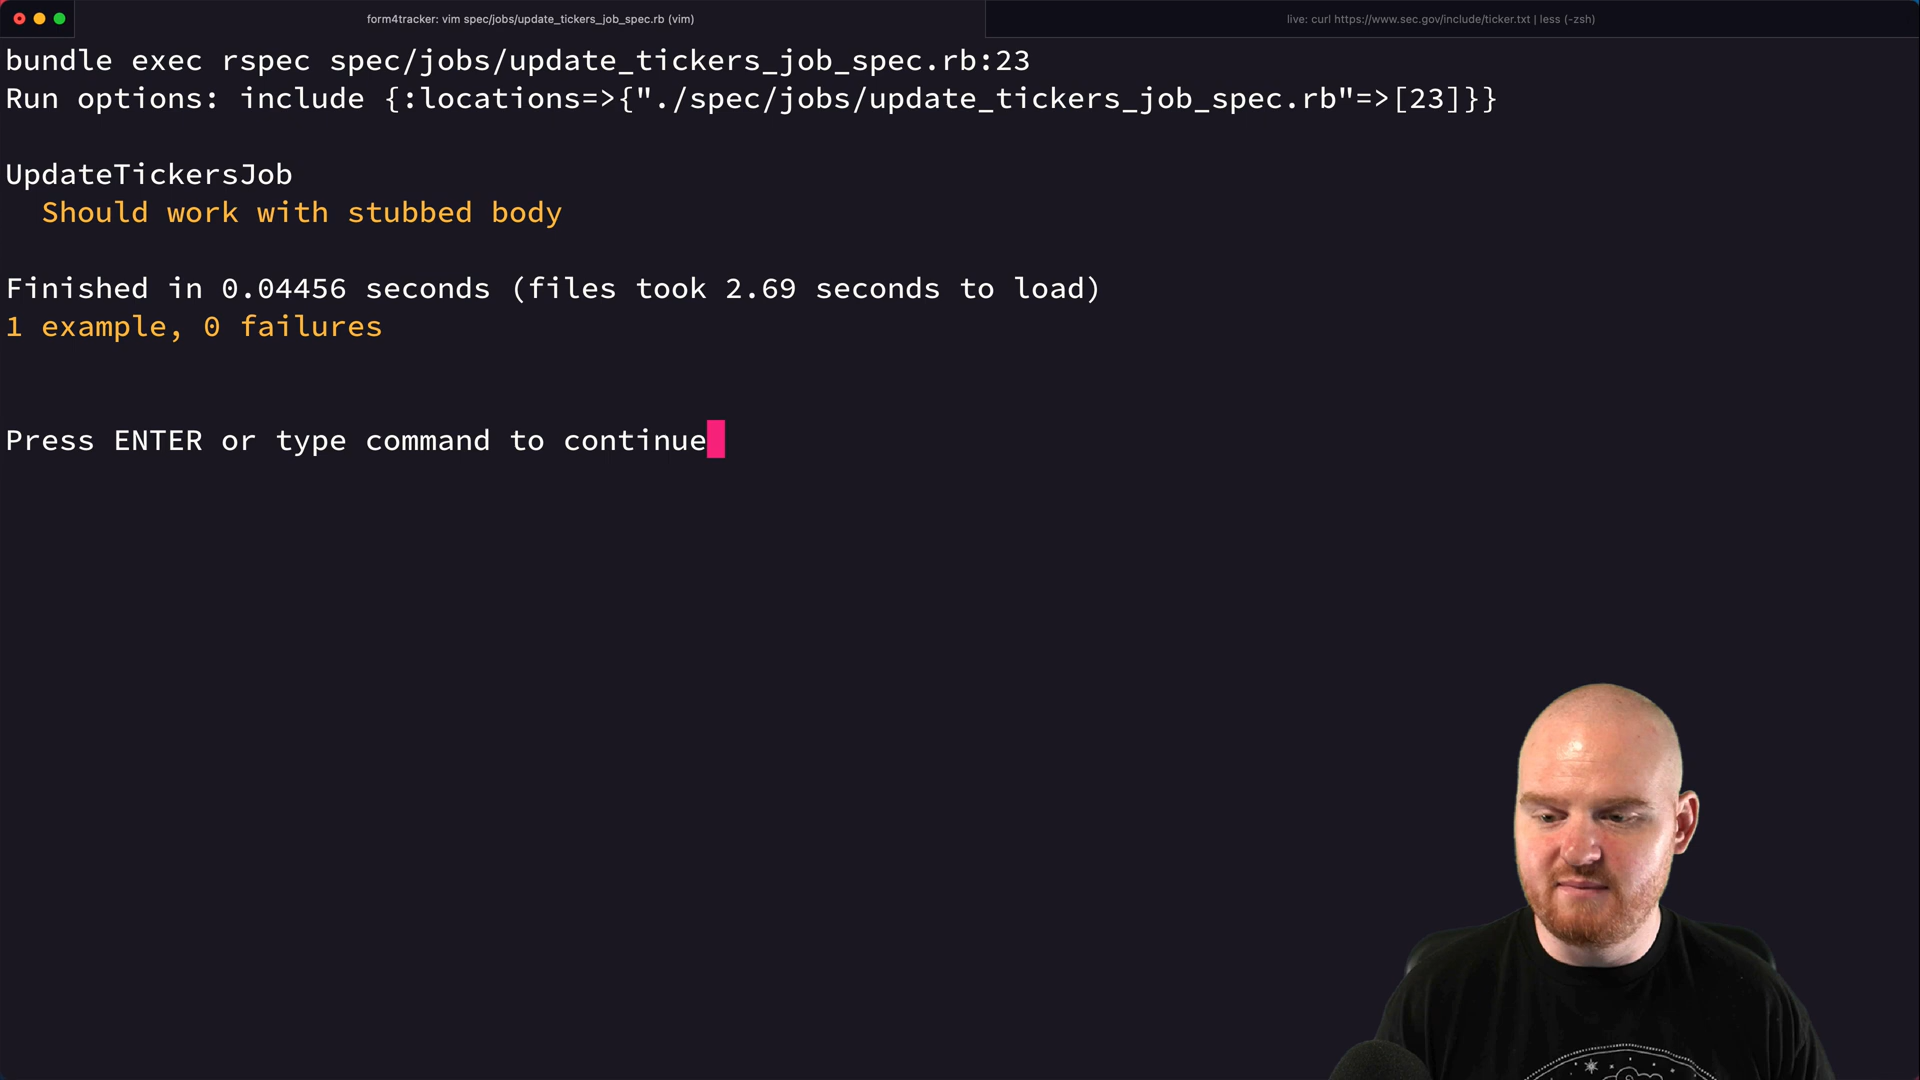 form4tracker: vim spec/jobs/update_tickers_job_spec.rb (vim)
live: curl https://www.sec.gov/include/ticker.txt | less (-zsh)
bundle exec rspec spec/jobs/update_tickers_job_spec.rb:23
Run options: include {:locations=>{"./spec/jobs/update_tickers_job_spec.rb"=>[23]}}
UpdateTickersJob
Should work with stubbed body
Finished in 0.04456 seconds (files took 2.69 seconds to load)
1 example, 0 failures
Press ENTER or type command to continue